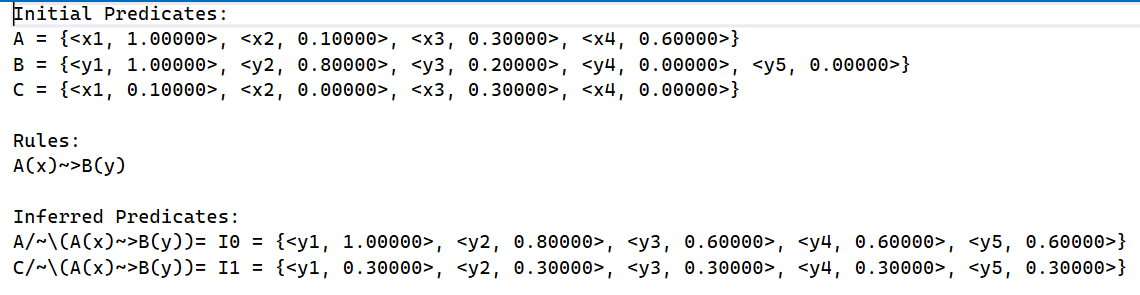 Initial Predicates:
A = {<x1, 1.00000>, <x2, 0.10000>, <x3, 0.30000>, <x4, 0.60000>}
B = {<y1, 1.00000>, <y2, 0.80000>, <y3, 0.20000>, <y4, 0.00000>, <y5, 0.00000>}
C = {<x1, 0.10000>, <x2, 0.00000>, <x3, 0.30000>, <x4, 0.00000>}
Rules:
A(x)~>B(y)
Inferred Predicates:
A/~\(A(x)~>B(y))= I0 = {<y1, 1.00000>, <y2, 0.80000>, <y3, 0.60000>, <y4, 0.60000>, <y5, 0.60000>}
C/~\(A(x)~>B(y))= I1 = {<y1, 0.30000>, <y2, 0.30000>, <y3, 0.30000>, <y4, 0.30000>, <y5, 0.30000>}